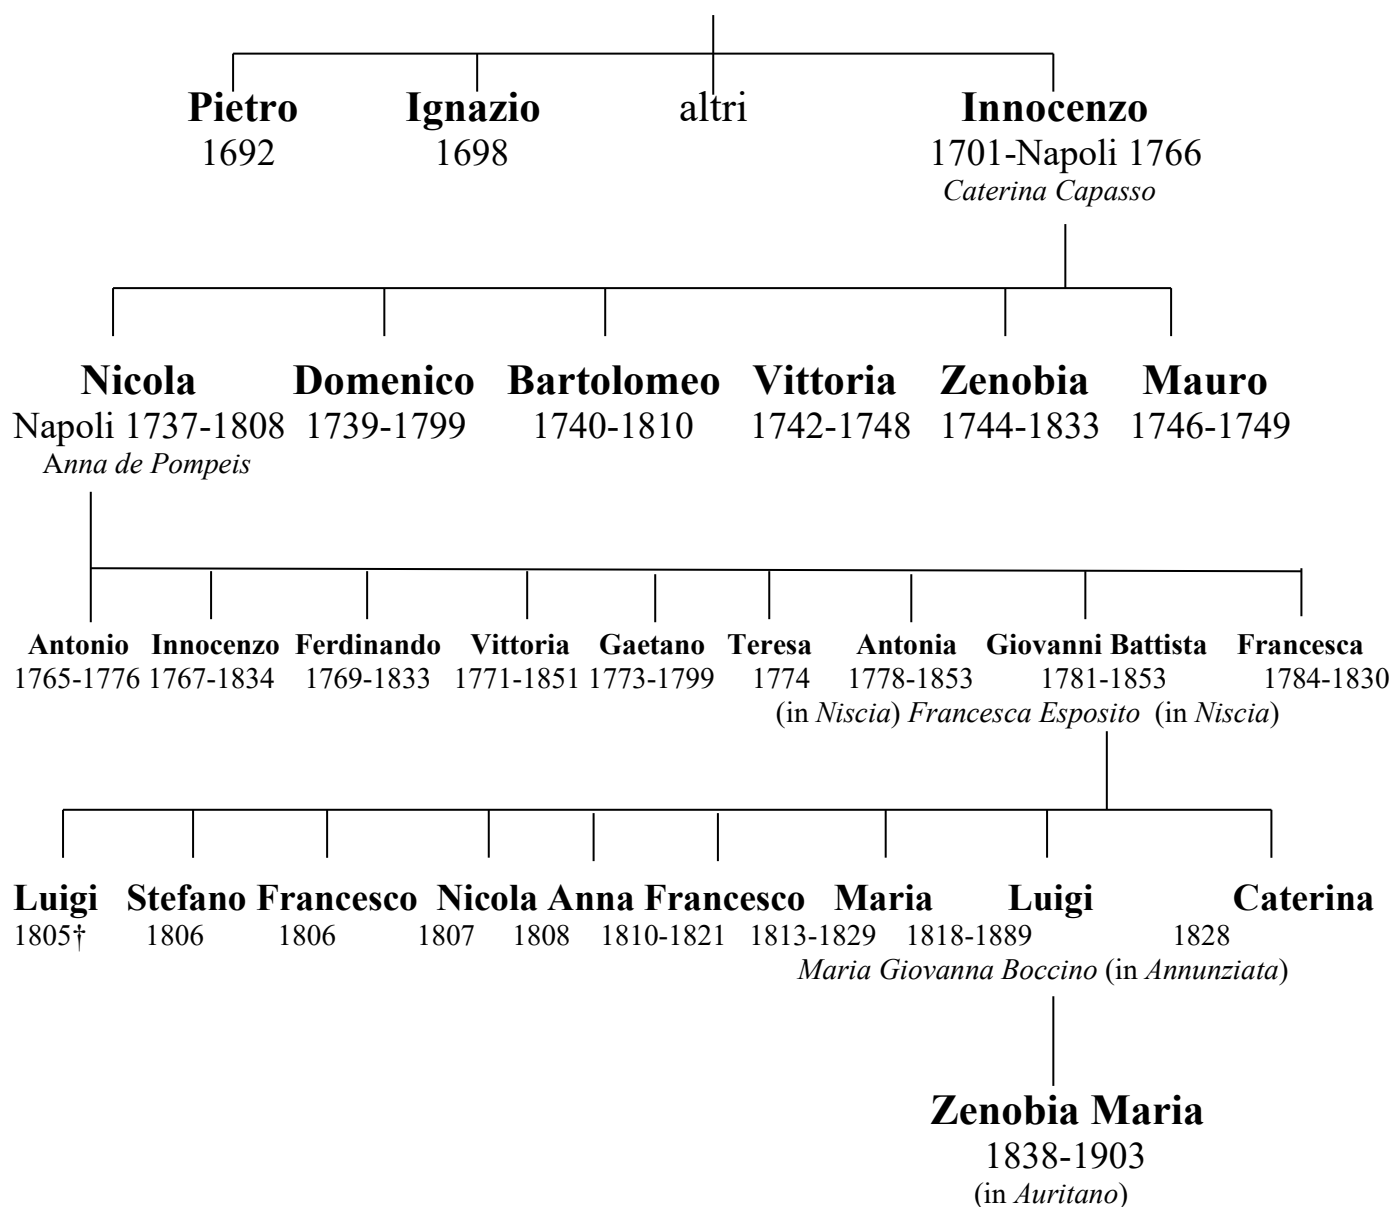 Pietro Ignazio altri Innocenzo
1692 1698 1701-Napoli 1766
Caterina Capasso
Nicola Domenico Bartolomeo Vittoria Zenobia Mauro
Napoli 1737-1808 1739-1799 1740-1810 1742-1748 1744-1833 1746-1749
Anna de Pompeis
Antonio Innocenzo Ferdinando Vittoria Gaetano Teresa Antonia Giovanni Battista Francesca
1765-1776 1767-1834 1769-1833 1771-1851 1773-1799 1774 1778-1853 1781-1853 1784-1830
(in Niscia) Francesca Esposito (in Niscia)
Luigi Stefano Francesco Nicola Anna Francesco Maria Luigi Caterina
1805† 1806 1806 1807 1808 1810-1821 1813-1829 1818-1889 1828
Maria Giovanna Boccino (in Annunziata)
Zenobia Maria
1838-1903
(in Auritano)